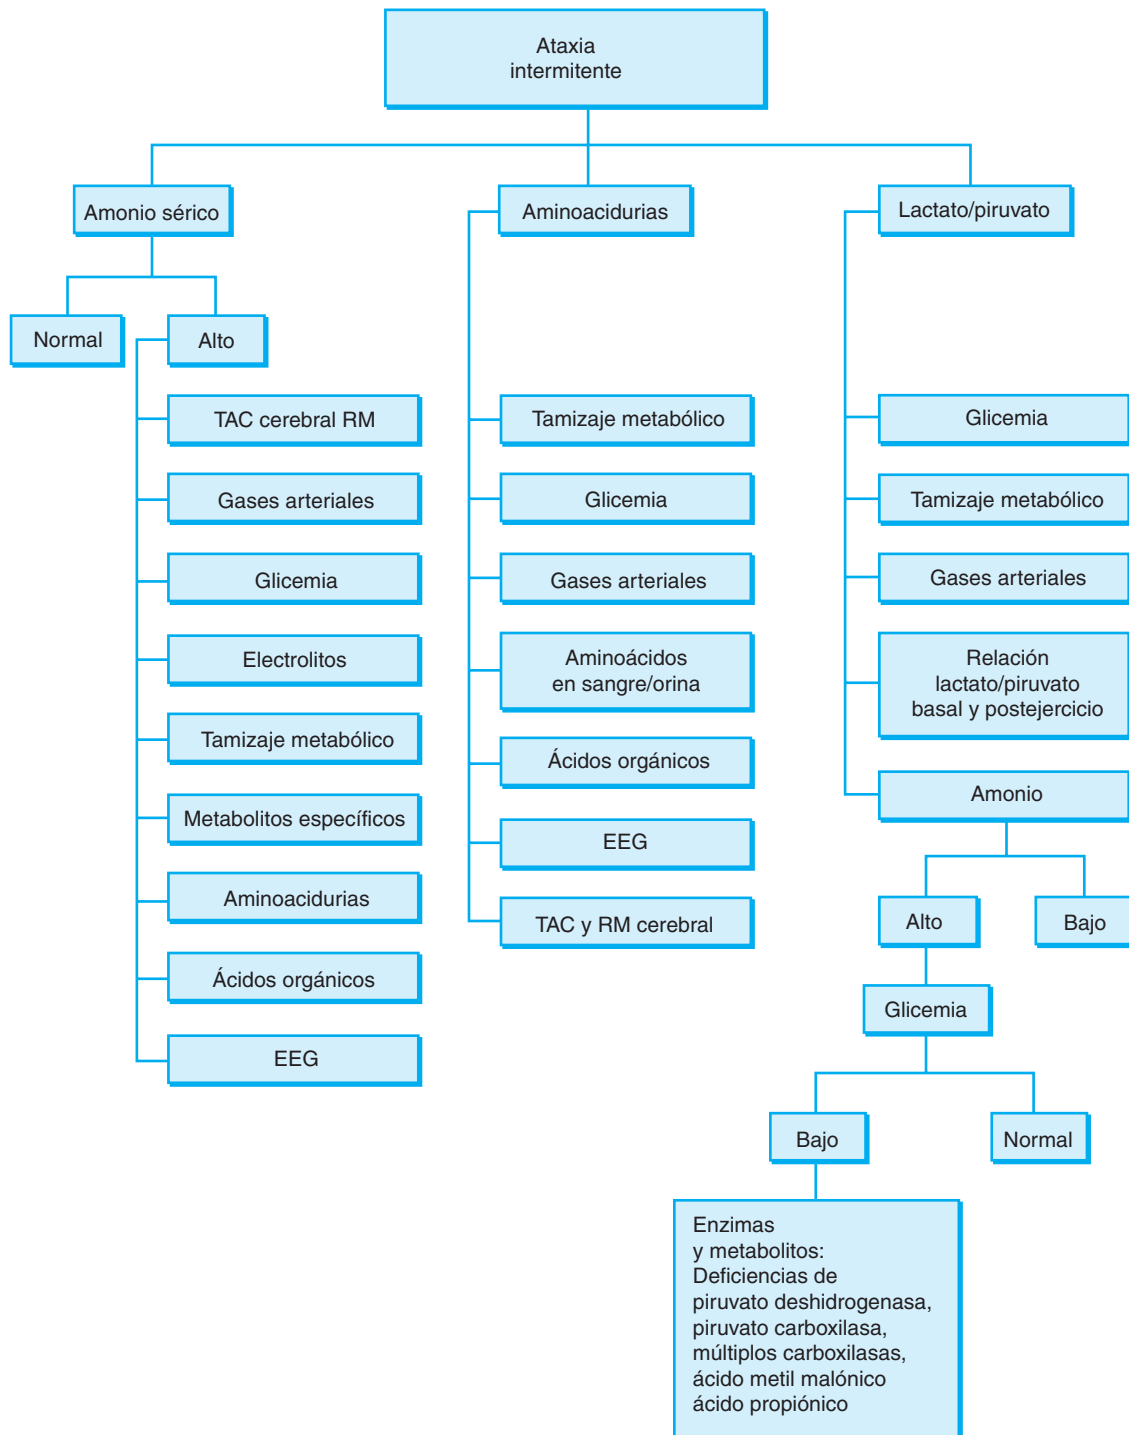 Ataxia
intermitente
Amonio sérico
Normal
Alto
TAC cerebral RM
Gases arteriales
Glicemia
Electrolitos
Tamizaje metabólico
Metabolitos específicos
Aminoacidurias
Ácidos orgánicos
EEG
Aminoacidurias
Tamizaje metabólico
Glicemia
Gases arteriales
Aminoácidos
en sangre/orina
Ácidos orgánicos
EEG
TAC y RM cerebral
Lactato/piruvato
Glicemia
Tamizaje metabólico
Gases arteriales
Relación
lactato/piruvato
basal y postejercicio
Amonio
Alto
Bajo
Glicemia
Bajo
Normal
Enzimas
y metabolitos:
Deficiencias de
piruvato deshidrogenasa,
piruvato carboxilasa,
múltiplos carboxilasas,
ácido metil malónico
ácido propiónico